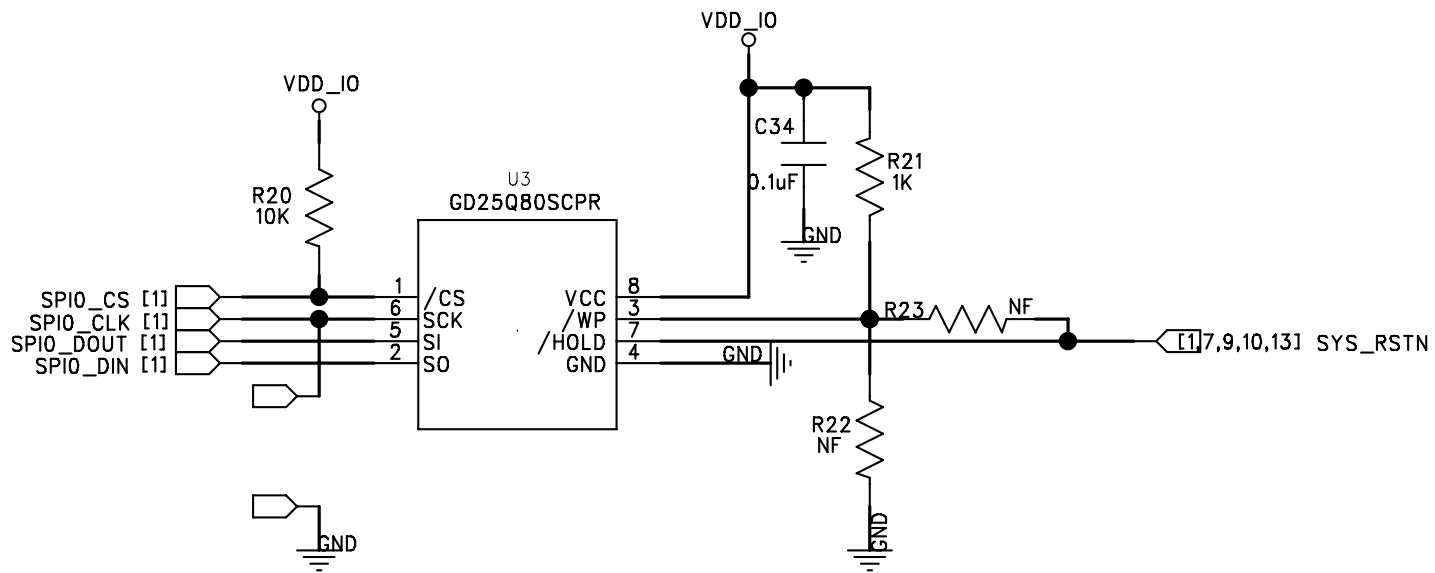 VDD_IO
VDD_IO
C34
0.1uF
GND
R21
1K
R20
10K
U3
GD25Q80SCPR
SPI0_CS [1]
SPI0_CLK [1]
SPI0_DOUT [1]
SPI0_DIN [1]
1
6
5
2
/CS
SCK
SI
SO
VCC
/WP
/HOLD
GND
8
3
7
4
GND
R23
NF
[1,7,9,10,13] SYS_RSTN
R22
NF
GND
GND